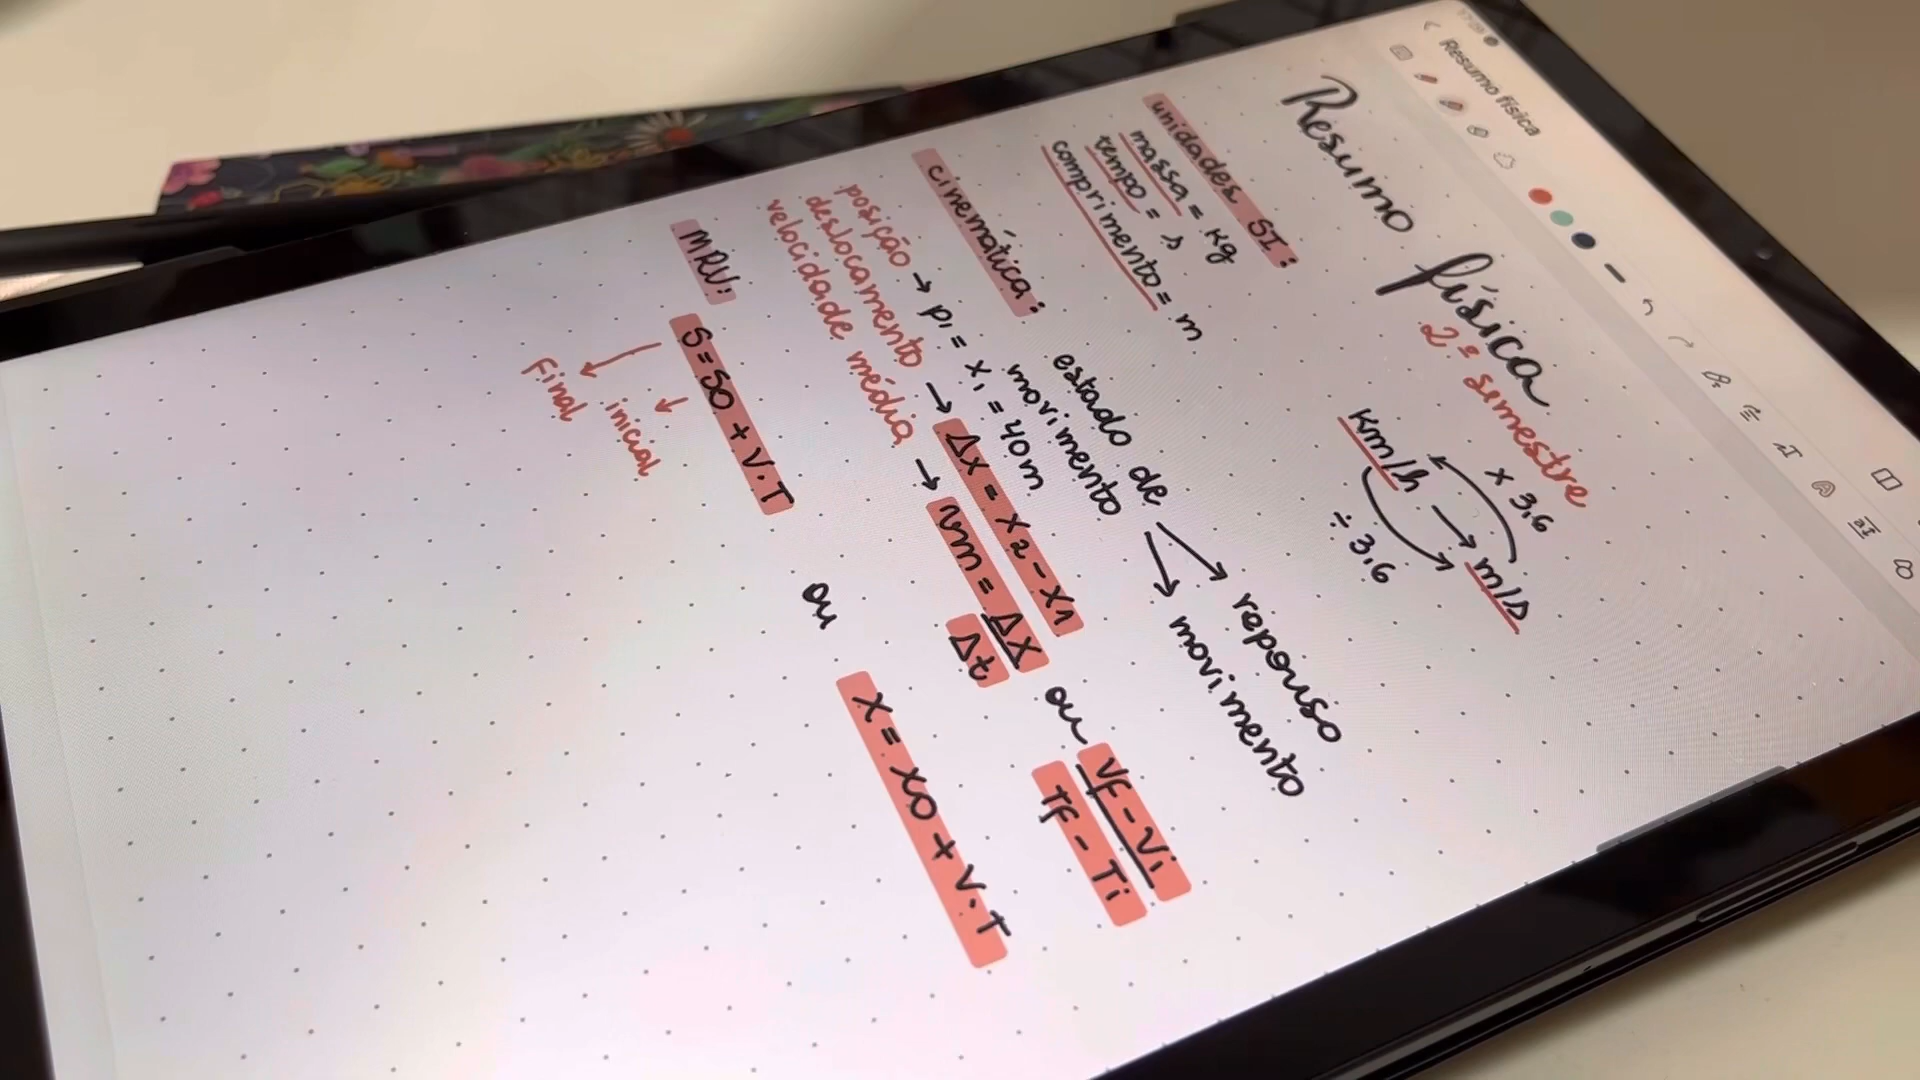 Resumo física
Resumo física
2º semestre
unidades SI:
massa = kg
tempo = s
comprimento = m
x 3,6
km/h → m/s
÷ 3,6
cinemática:
estado de
movimento
→ repouso
→ movimento
posição → p₁ = x₁ = 40m
deslocamento → Δx = x₂ - x₁
velocidade média → vm = Δx ou VF - Vi
Δt TF - Ti
MRU:
S = S0 + V.T ou X = X0 + V.T
inicial
Final